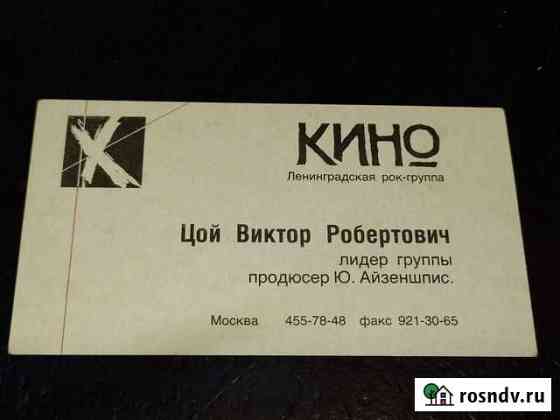 К
КИНО
Ленинградская рок-группа
Цой Виктор Робертович
лидер группы
продюсер Ю. Айзеншпис.
Москва 455-78-48 факс 921-30-65
rosndv.ru